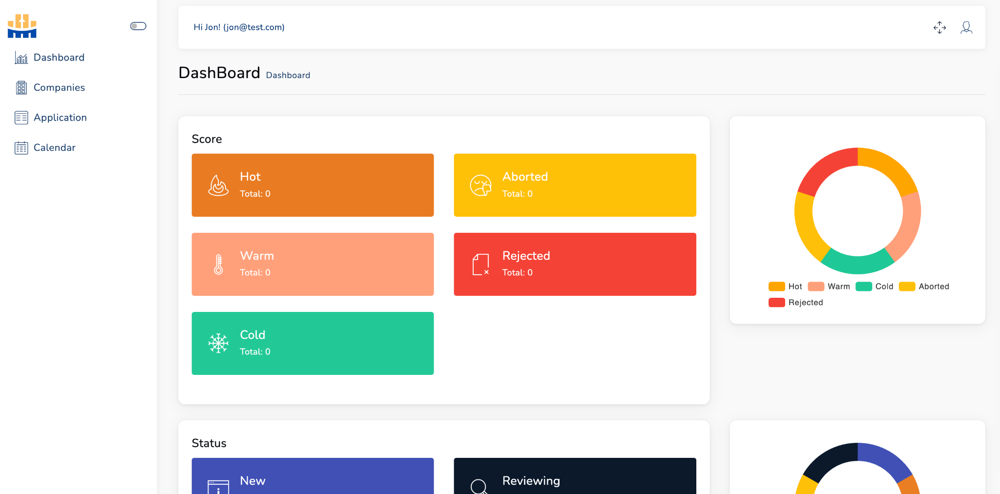 Hi Jon! (jon@test.com)
Dashboard
Companies
Application
Calendar
DashBoard Dashboard
Score
Hot
Total: 0
Aborted
Total: 0
Warm
Total: 0
Rejected
Total: 0
Cold
Total: 0
Hot Warm Cold Aborted
Rejected
Status
New
Reviewing